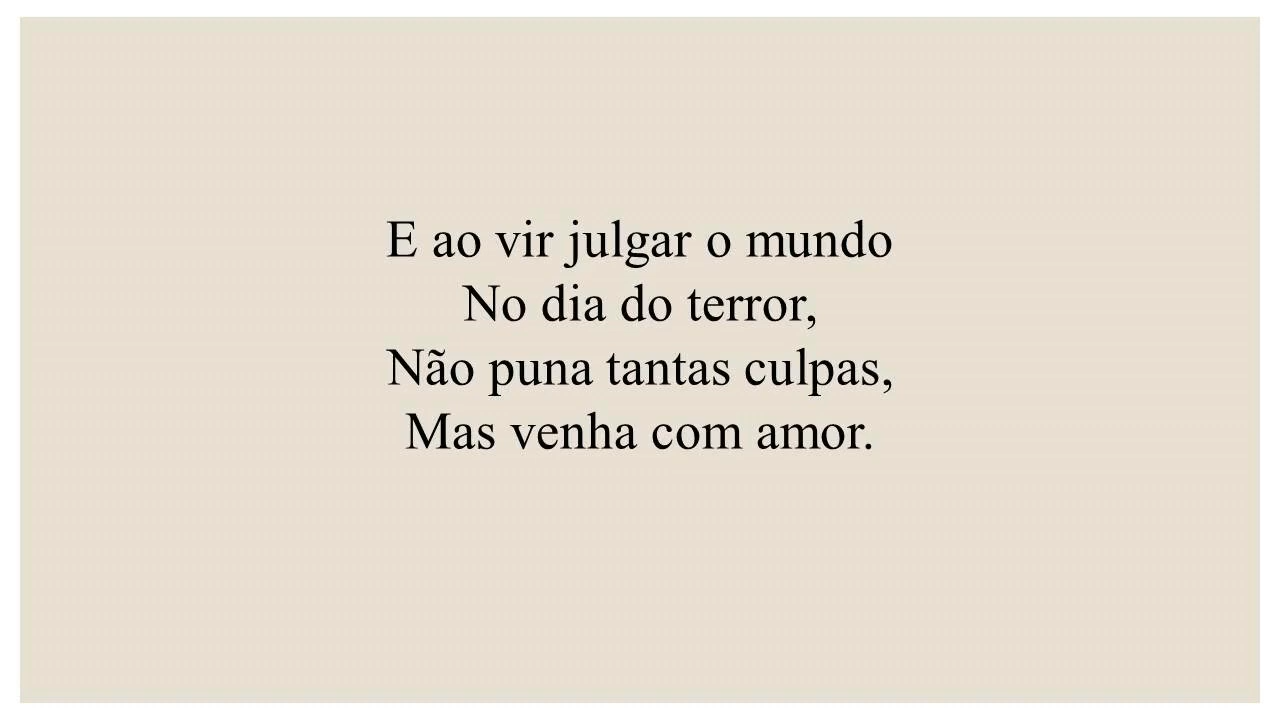 E ao vir julgar o mundo
No dia do terror,
Não puna tantas culpas,
Mas venha com amor.